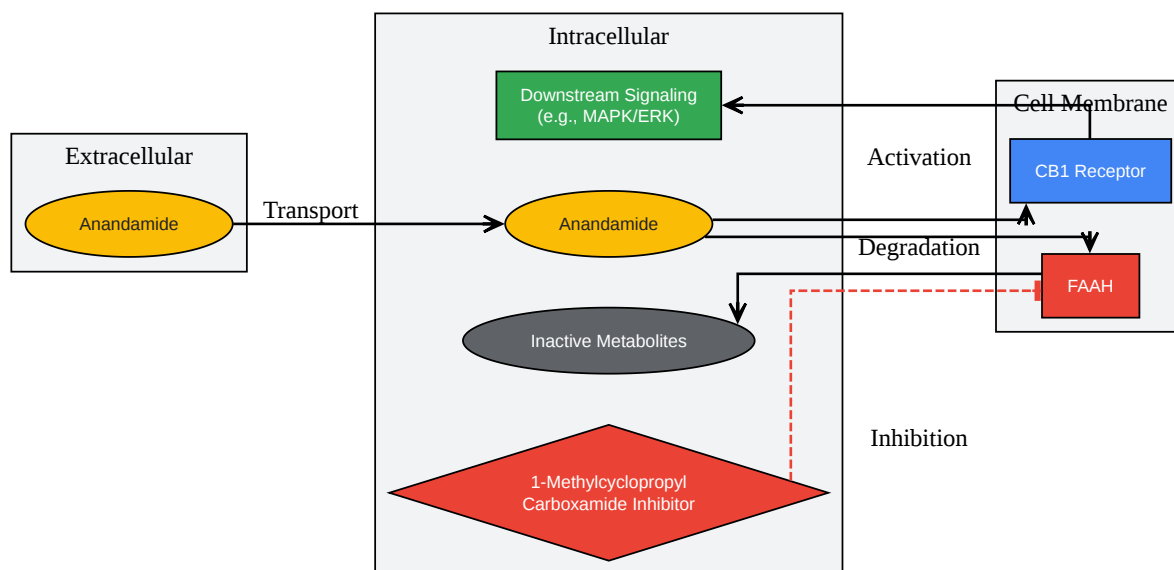 Intracellular
Downstream Signaling
(e.g., MAPK/ERK)
Cell Membrane
Extracellular
Activation
CB1 Receptor
Anandamide
Transport
Anandamide
Degradation
FAAH
Inactive Metabolites
Inhibition
1-Methylcyclopropyl
Carboxamide Inhibitor